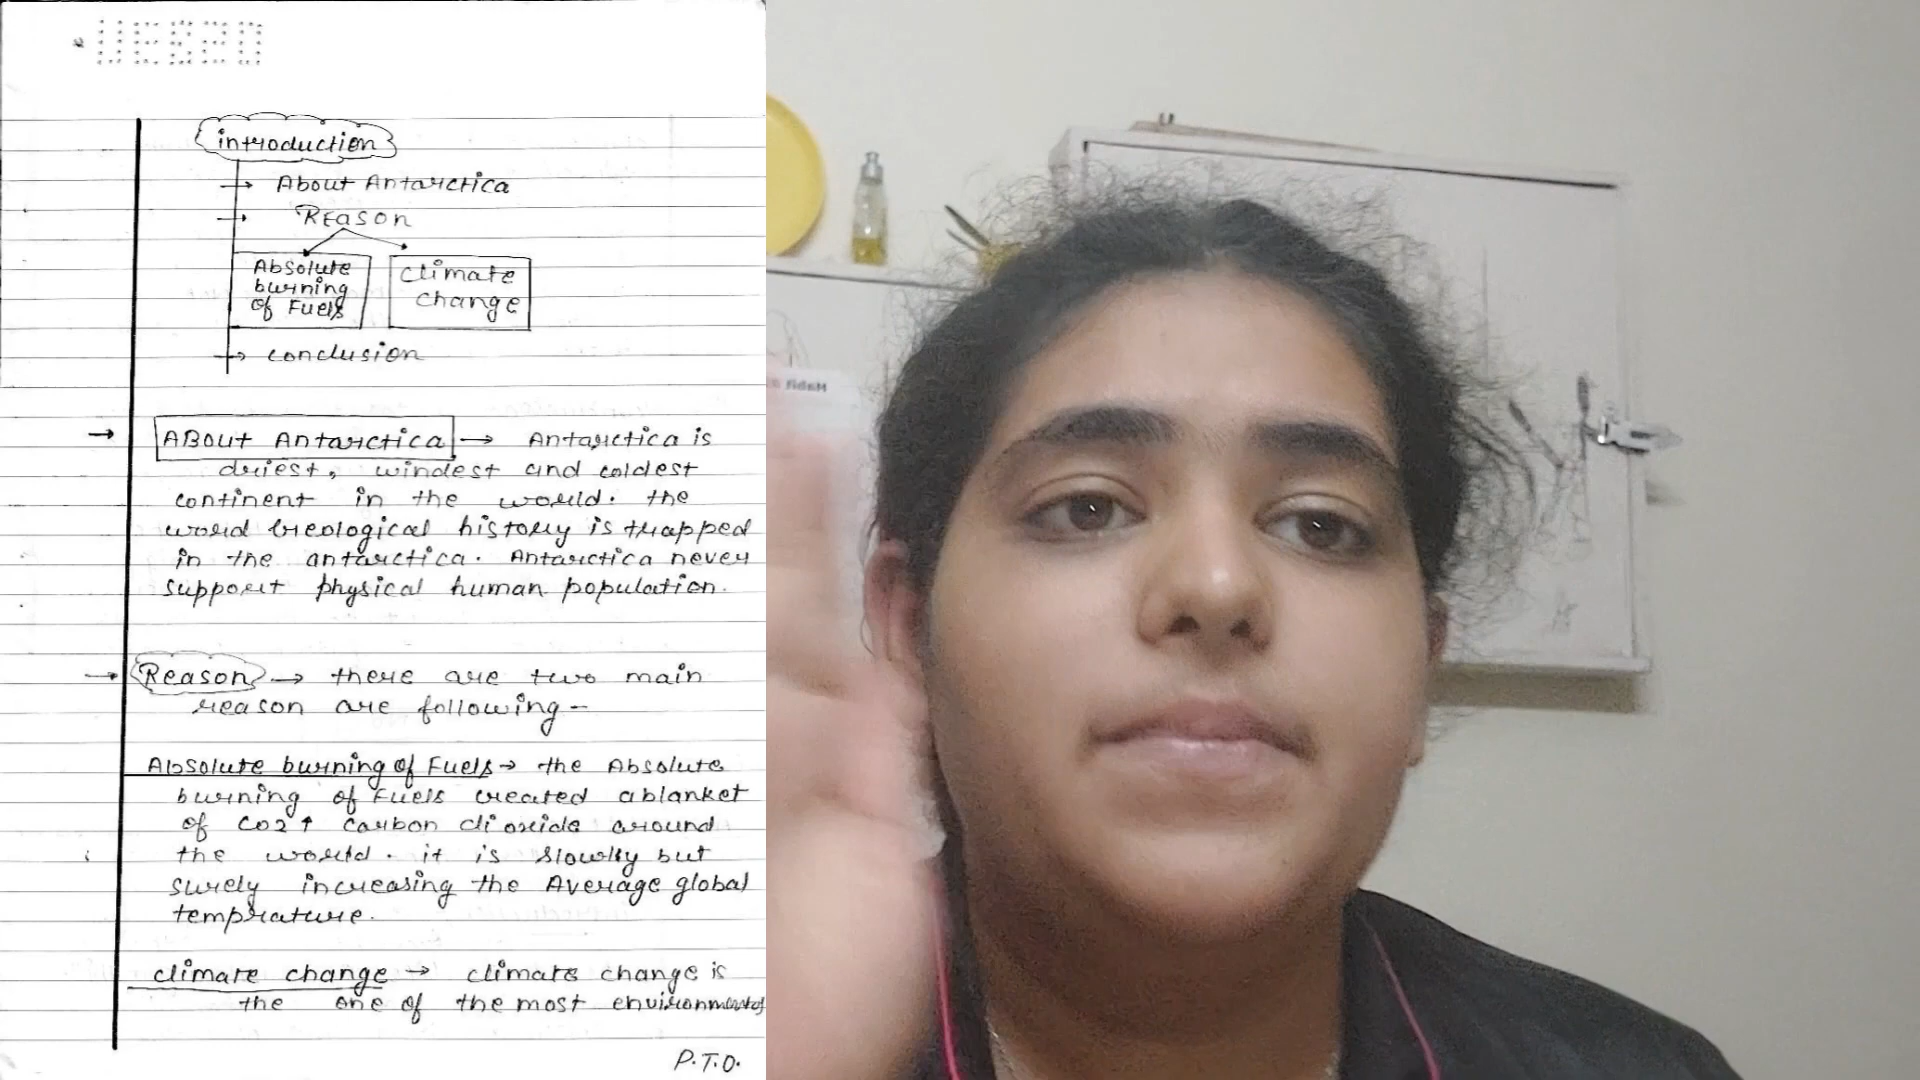 introduction
→ About Antarctica
→ Reason
Absolute
burning
of Fuels
climate
change
→ conclusion
→ ABout Antarctica → Antarctica is
driest, windest and coldest
continent in the world. the
world Geological history is trapped
in the antarctica. Antarctica never
support physical human population.
→ Reason → there are two main
reason are following -
Absolute burning of Fuels → the Absolute
burning of Fuels created ablanket
of CO2 ↑ carbon dioxide around
the world. it is slowlly but
surely increasing the Average global
temprature.
climate change → climate change is
the one of the most
P.T.O.